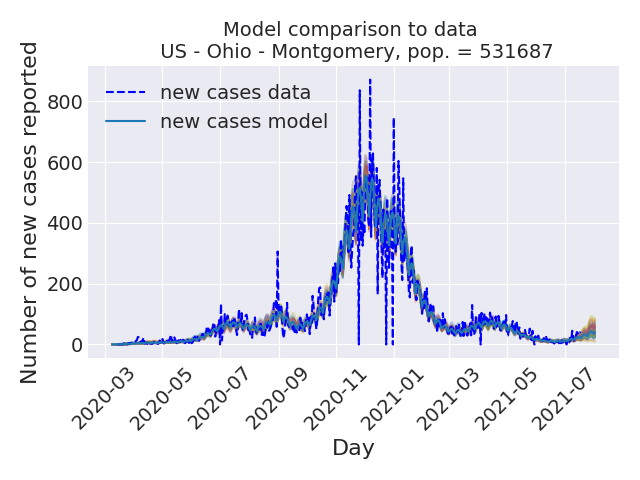 Model comparison to data
US - Ohio - Montgomery, pop. = 531687
new cases data
new cases model
Number of new cases reported
800
600
400
200
0
2020-03
2020-05
2020-07
2020-09
2020-11
2021-01
2021-03
2021-05
2021-07
Day